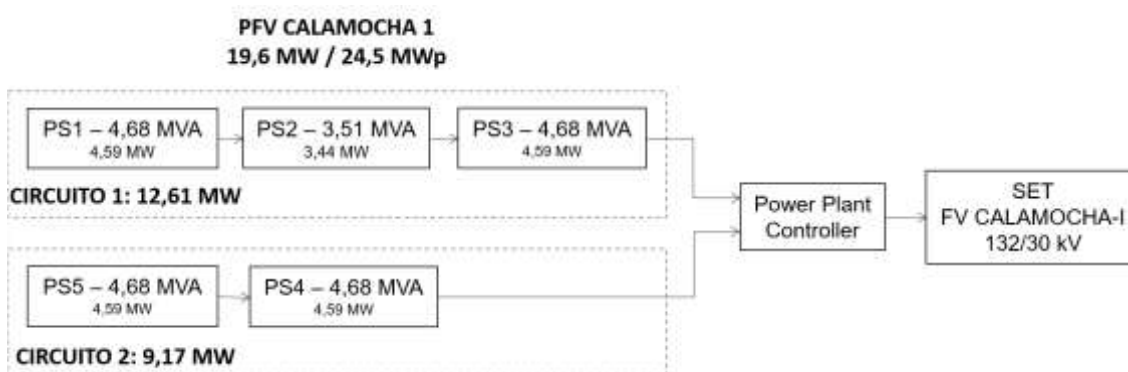 PFV CALAMOCHA 1
19,6 MW / 24,5 MWp
PS1 – 4,68 MVA
4,59 MW
PS2 – 3,51 MVA
3,44 MW
PS3 – 4,68 MVA
4,59 MW
CIRCUITO 1: 12,61 MW
Power Plant
Controller
SET
FV CALAMOCHA-I
132/30 kV
PS5 – 4,68 MVA
4,59 MW
PS4 – 4,68 MVA
4,59 MW
CIRCUITO 2: 9,17 MW